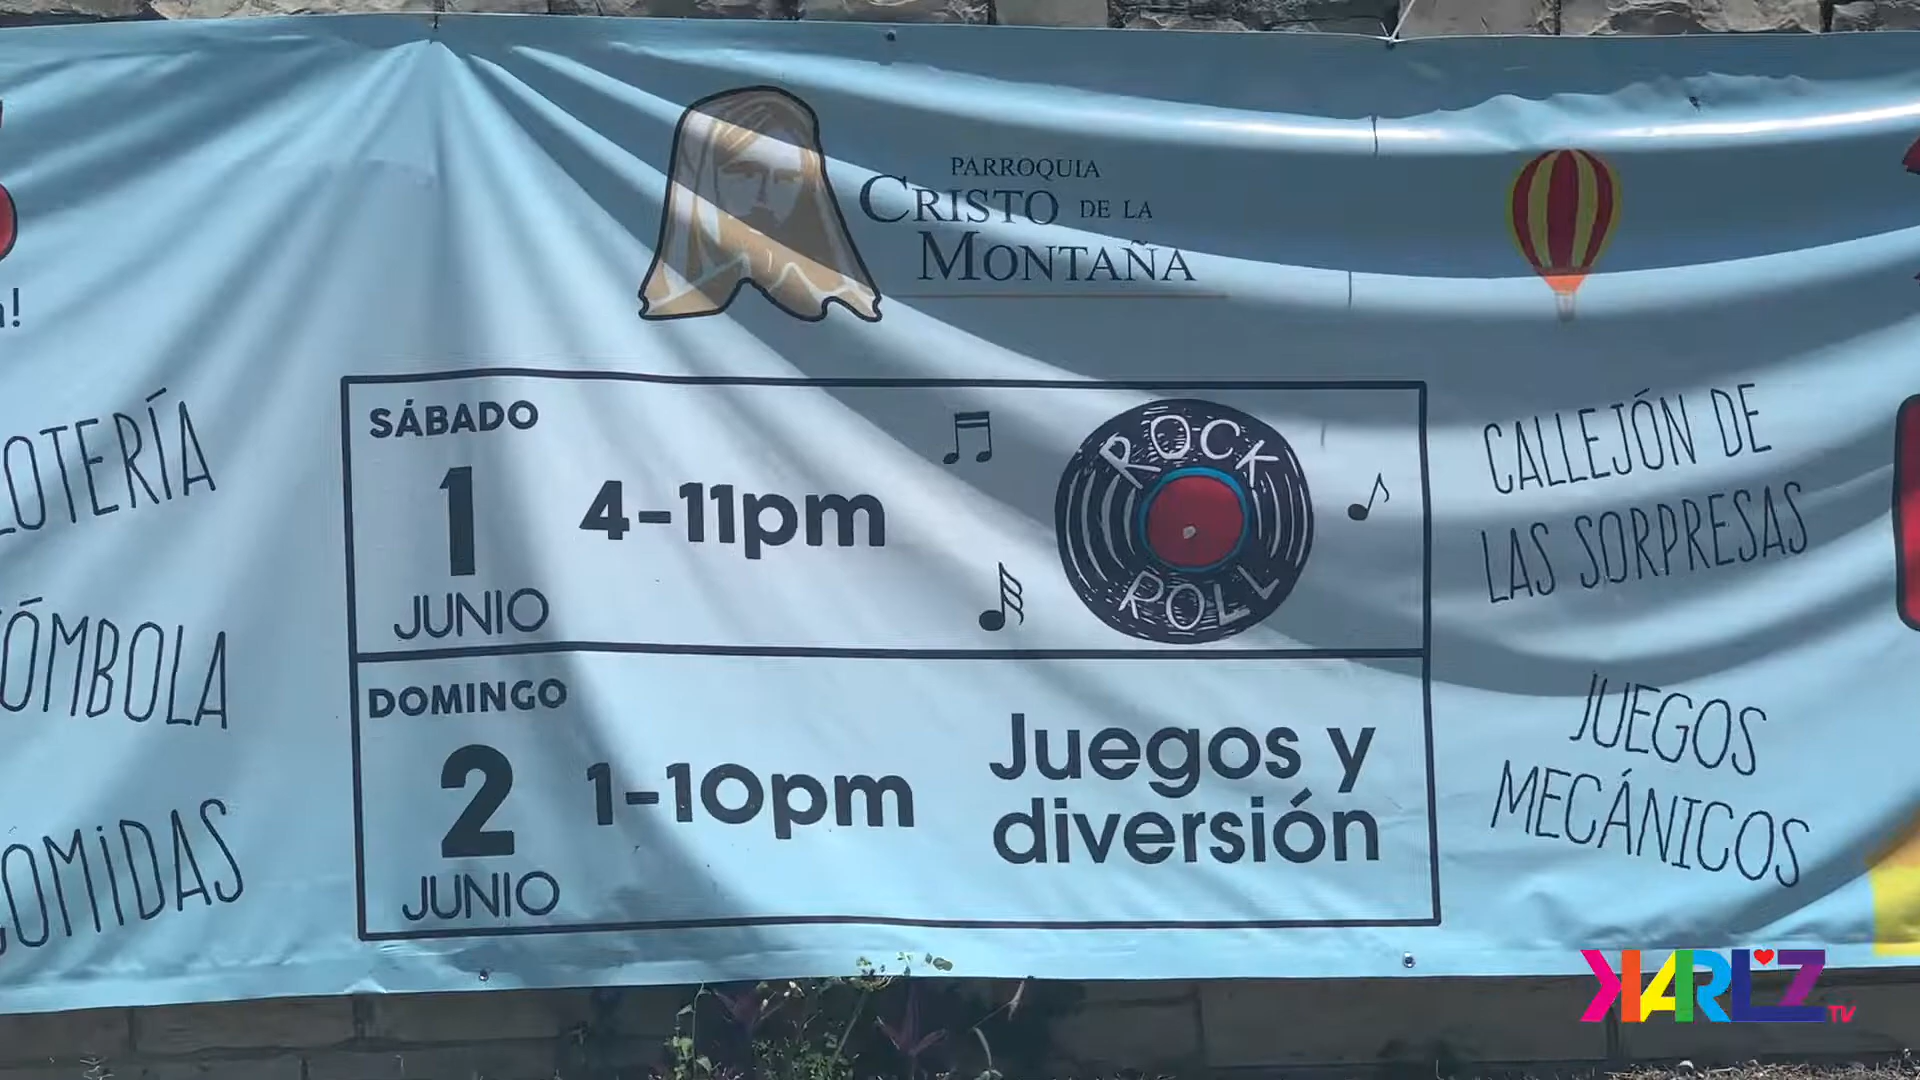 PARROQUIA
CRISTO DE LA
MONTAÑA
SÁBADO
1
JUNIO
4-11pm
ROCK
ROLL
DOMINGO
2
JUNIO
1-10pm
Juegos y
diversión
CALLEJÓN DE
LAS SORPRESAS
JUEGOS
MECÁNICOS
LOTERÍA
TÓMBOLA
COMiDAS
KARL'Z TV